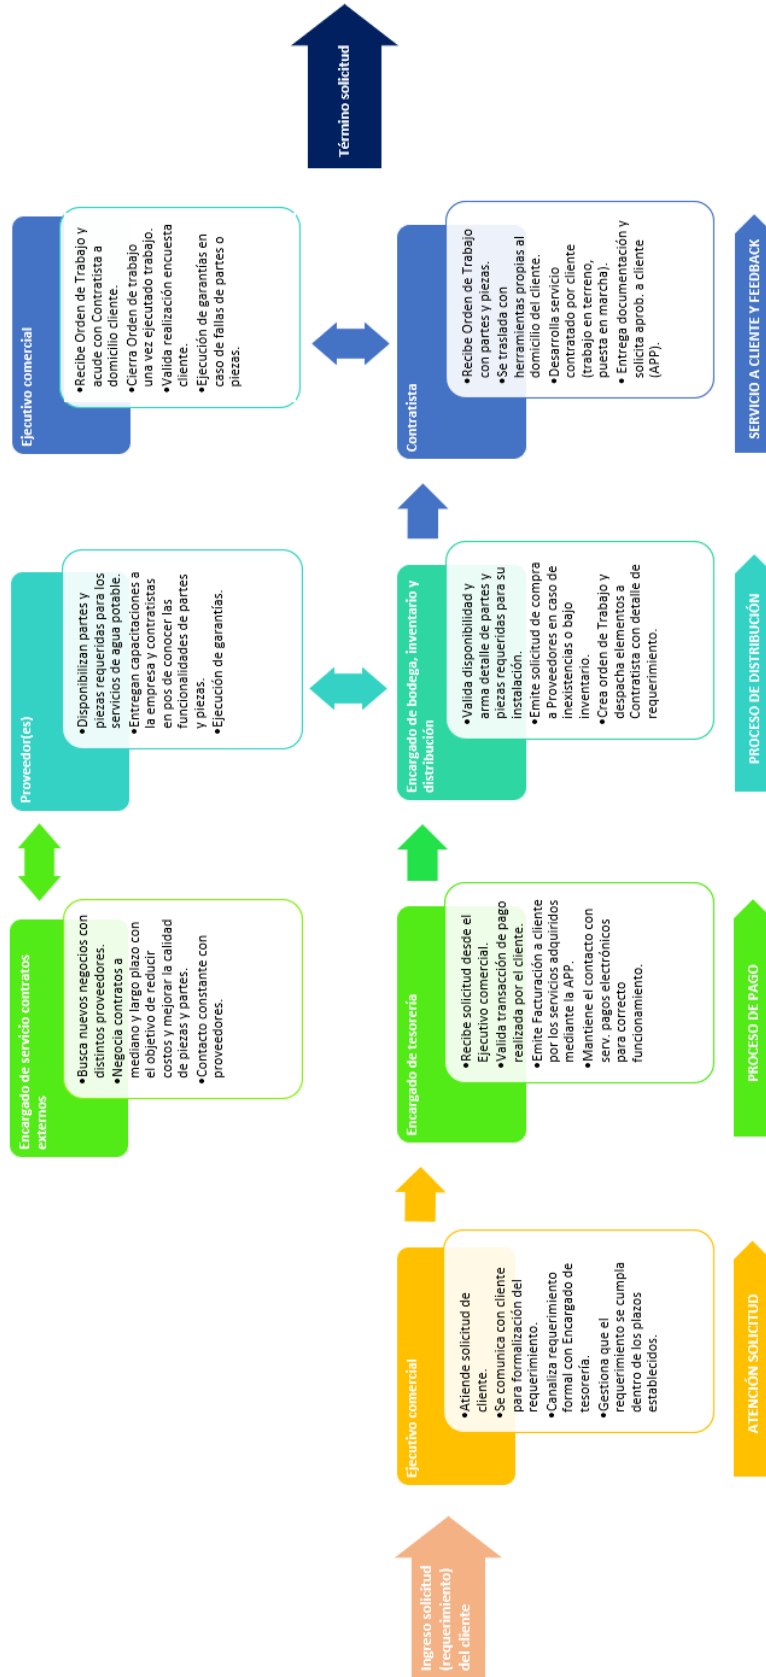 Ingreso solicitud
(requerimiento)
del cliente
Ejecutivo comercial
•Atiende solicitud de
cliente.
•Se comunica con cliente
para formalización del
requerimiento.
•Canaliza requerimiento
formal con Encargado de
tesorería.
•Gestiona que el
requerimiento se cumpla
dentro de los plazos
establecidos.
ATENCIÓN SOLICITUD
Encargado de servicio contratos
externos
•Busca nuevos negocios con
distintos proveedores.
•Negocia contratos a
mediano y largo plazo con
el objetivo de reducir
costos y mejorar la calidad
de piezas y partes.
•Contacto constante con
proveedores.
Encargado de tesorería
•Recibe solicitud desde el
Ejecutivo comercial.
•Valida transacción de pago
realizada por el cliente.
•Emite Facturación a cliente
por los servicios adquiridos
mediante la APP.
•Mantiene el contacto con
serv. pagos electrónicos
para correcto
funcionamiento.
PROCESO DE PAGO
Proveedor(es)
•Disponibilizan partes y
piezas requeridas para los
servicios de agua potable.
•Entregan capacitaciones a
la empresa y contratistas
en pos de conocer las
funcionalidades de partes
y piezas.
•Ejecución de garantías.
Encargado de bodega, inventario y
distribución
•Valida disponibilidad y
arma detalle de partes y
piezas requeridas para su
instalación.
•Emite solicitud de compra
a Proveedores en caso de
inexistencias o bajo
inventario.
•Crea orden de Trabajo y
despacha elementos a
Contratista con detalle de
requerimiento.
PROCESO DE DISTRIBUCIÓN
Ejecutivo comercial
•Recibe Orden de Trabajo y
acude con Contratista a
domicilio cliente.
•Cierra Orden de trabajo
una vez ejecutado trabajo.
•Valida realización encuesta
cliente.
•Ejecución de garantías en
caso de fallas de partes o
piezas.
Contratista
•Recibe Orden de Trabajo
con partes y piezas.
•Se traslada con
herramientas propias al
domicilio del cliente.
•Desarrolla servicio
contratado por cliente
(trabajo en terreno,
puesta en marcha).
• Entrega documentación y
solicita aprob. a cliente
(APP).
SERVICIO A CLIENTE Y FEEDBACK
Término solicitud